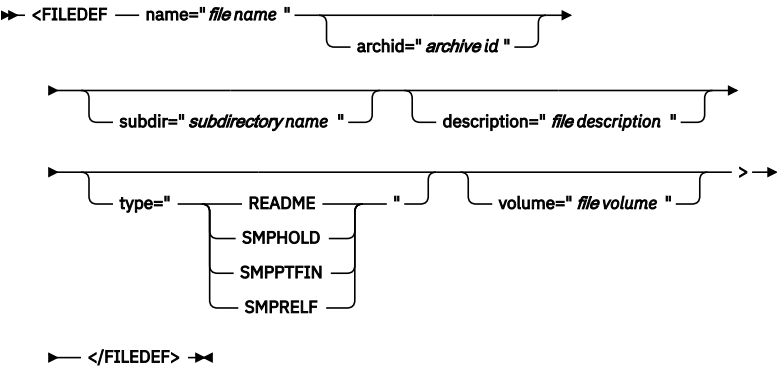 <FILEDEF name=" file name "
archid=" archive id "
subdir=" subdirectory name " description=" file description "
type=" README " >
volume=" file volume "
SMPHOLD
SMPPTFIN
SMPRELF
</FILEDEF>